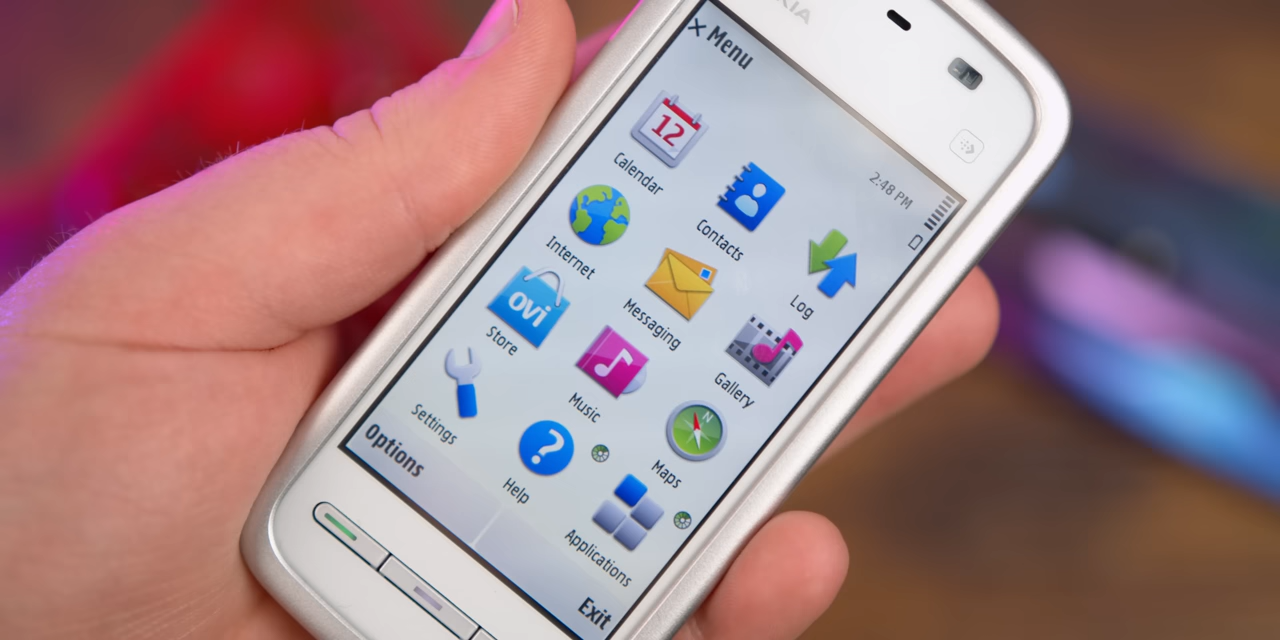 Menu
2:48 PM
12
Calendar
Contacts
Log
Internet
Messaging
Gallery
ovi
Store
Music
Maps
N
Settings
?
Help
Applications
Options
Exit